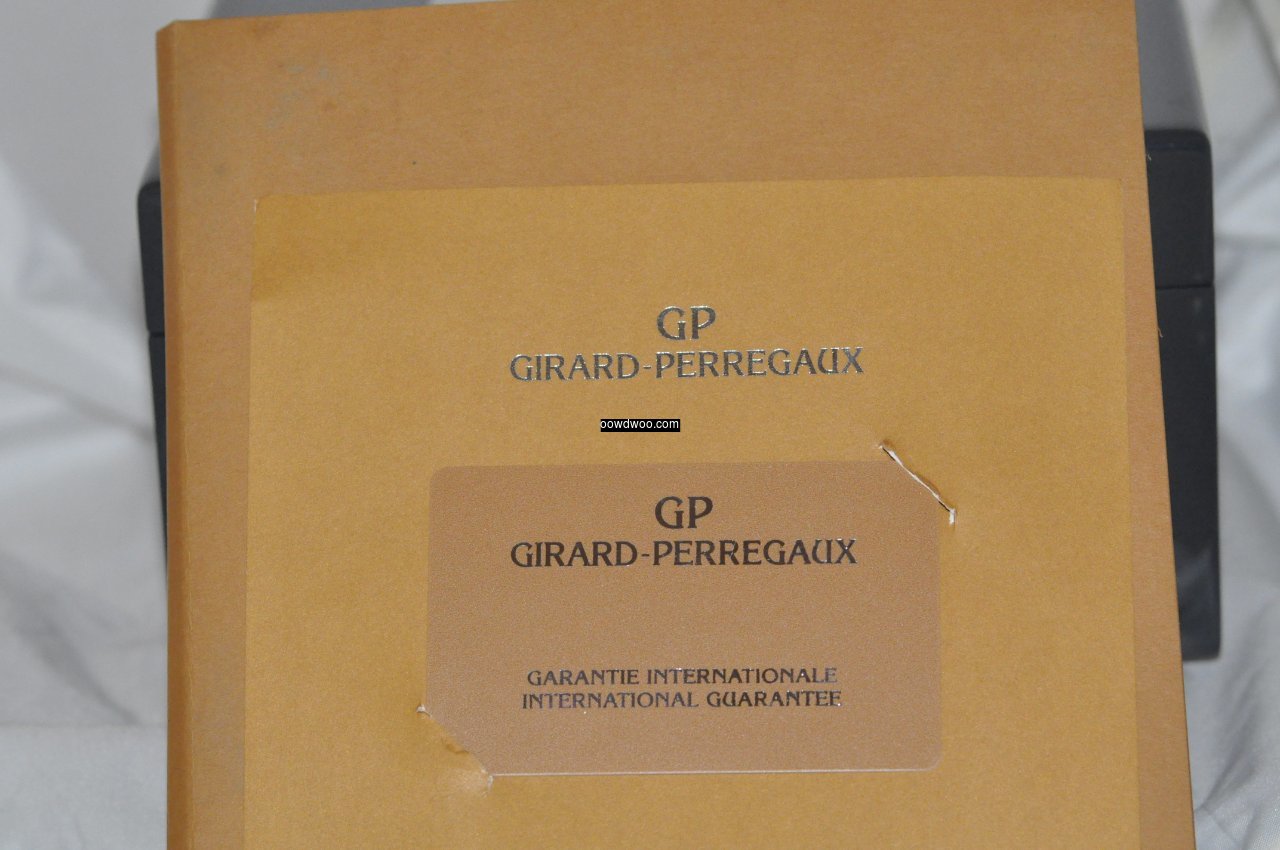 GP
GIRARD-PERREGAUX
oowdwoo.com
GP
GIRARD-PERREGAUX
GARANTIE INTERNATIONALE
INTERNATIONAL GUARANTEE